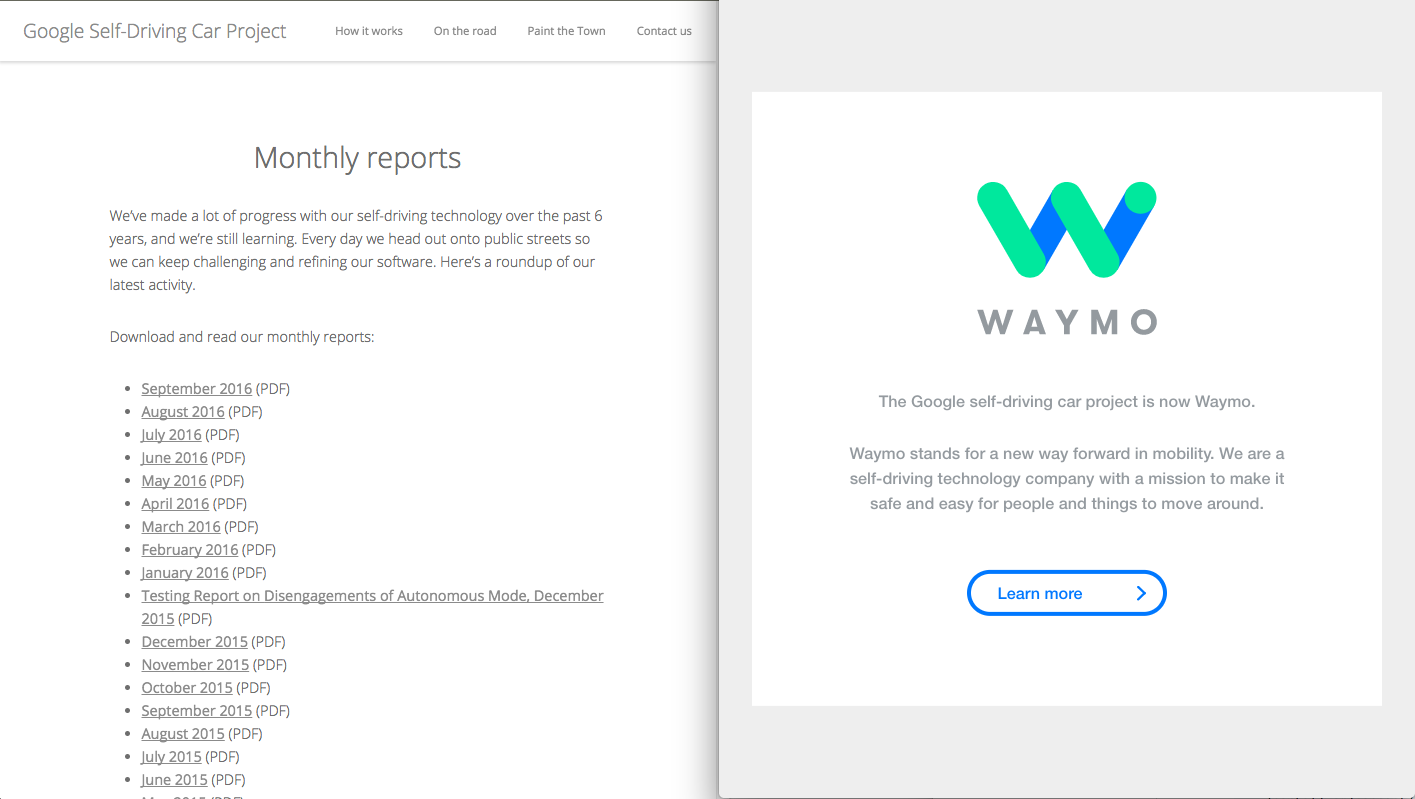 Google Self-Driving Car Project
How it works
On the road
Paint the Town
Contact us
Monthly reports
We've made a lot of progress with our self-driving technology over the past 6
years, and we're still learning. Every day we head out onto public streets so
we can keep challenging and refining our software. Here's a roundup of our
latest activity.
Download and read our monthly reports:
• September 2016 (PDF)
• August 2016 (PDF)
• July 2016 (PDF)
• June 2016 (PDF)
• May 2016 (PDF)
• April 2016 (PDF)
• March 2016 (PDF)
• February 2016 (PDF)
• January 2016 (PDF)
• Testing Report on Disengagements of Autonomous Mode, December
2015 (PDF)
• December 2015 (PDF)
• November 2015 (PDF)
• October 2015 (PDF)
• September 2015 (PDF)
• August 2015 (PDF)
• July 2015 (PDF)
• June 2015 (PDF)
WAYMO
The Google self-driving car project is now Waymo.
Waymo stands for a new way forward in mobility. We are a
self-driving technology company with a mission to make it
safe and easy for people and things to move around.
Learn more